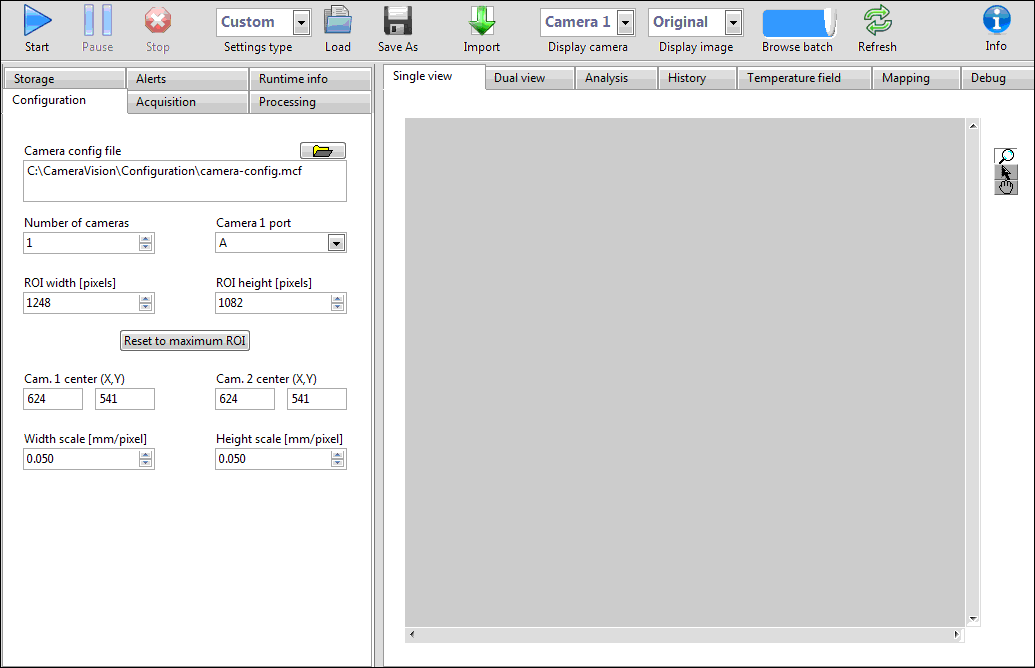 Custom Camera 1 Original
Start Pause Stop Settings type Load Save As Import Display camera Display image Browse batch Refresh Info
Storage Alerts Runtime info
Configuration Acquisition Processing
Camera config file
C:\CameraVision\Configuration\camera-config.mcf
Number of cameras Camera 1 port
1 A
ROI width [pixels] ROI height [pixels]
1248 1082
Reset to maximum ROI
Cam. 1 center (X,Y) Cam. 2 center (X,Y)
624 541 624 541
Width scale [mm/pixel] Height scale [mm/pixel]
0.050 0.050
Single view Dual view Analysis History Temperature field Mapping Debug